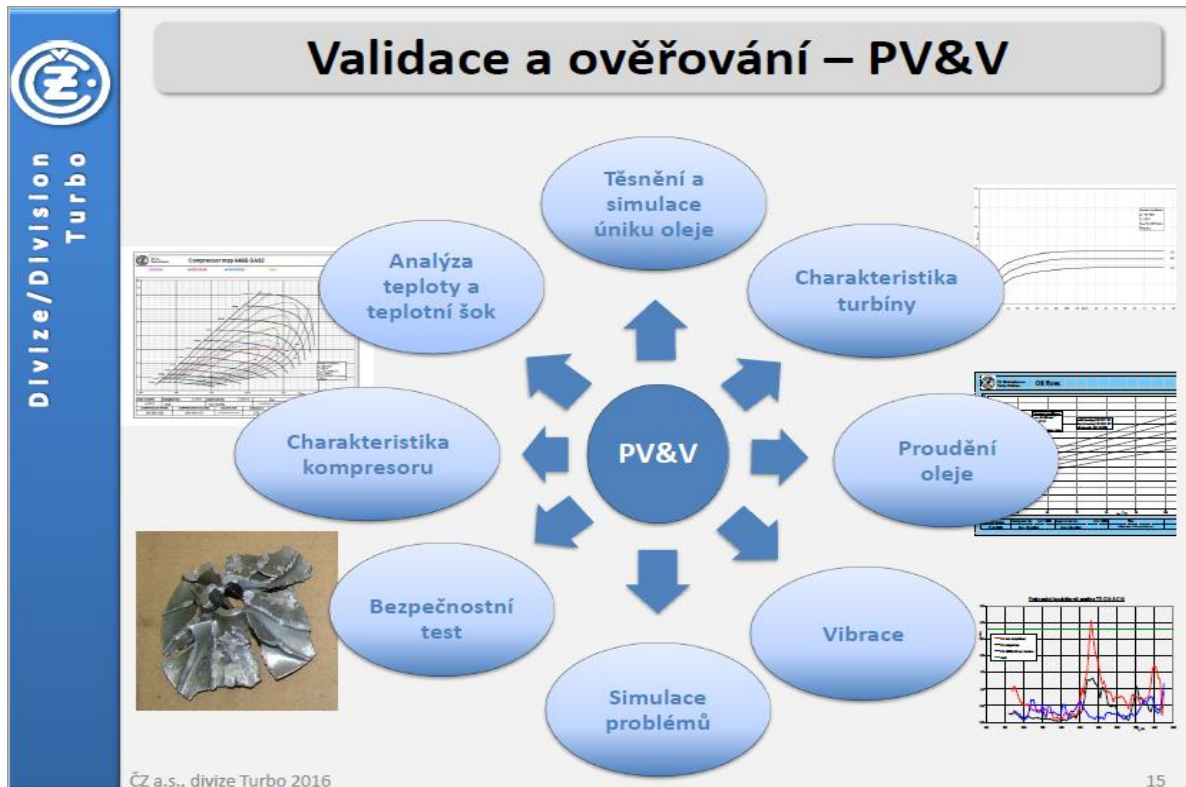 Validace a ověřování – PV&V
Divize/Division
Turbo
Těsnění a
simulace
úniku oleje
Analýza
teploty a
teplotní šok
Charakteristika
turbíny
Compressor map
Oil flow
Charakteristika
kompresoru
PV&V
Proudění
oleje
Bezpečnostní
test
Vibrace
Simulace
problémů
ČZ a.s., divize Turbo 2016
15